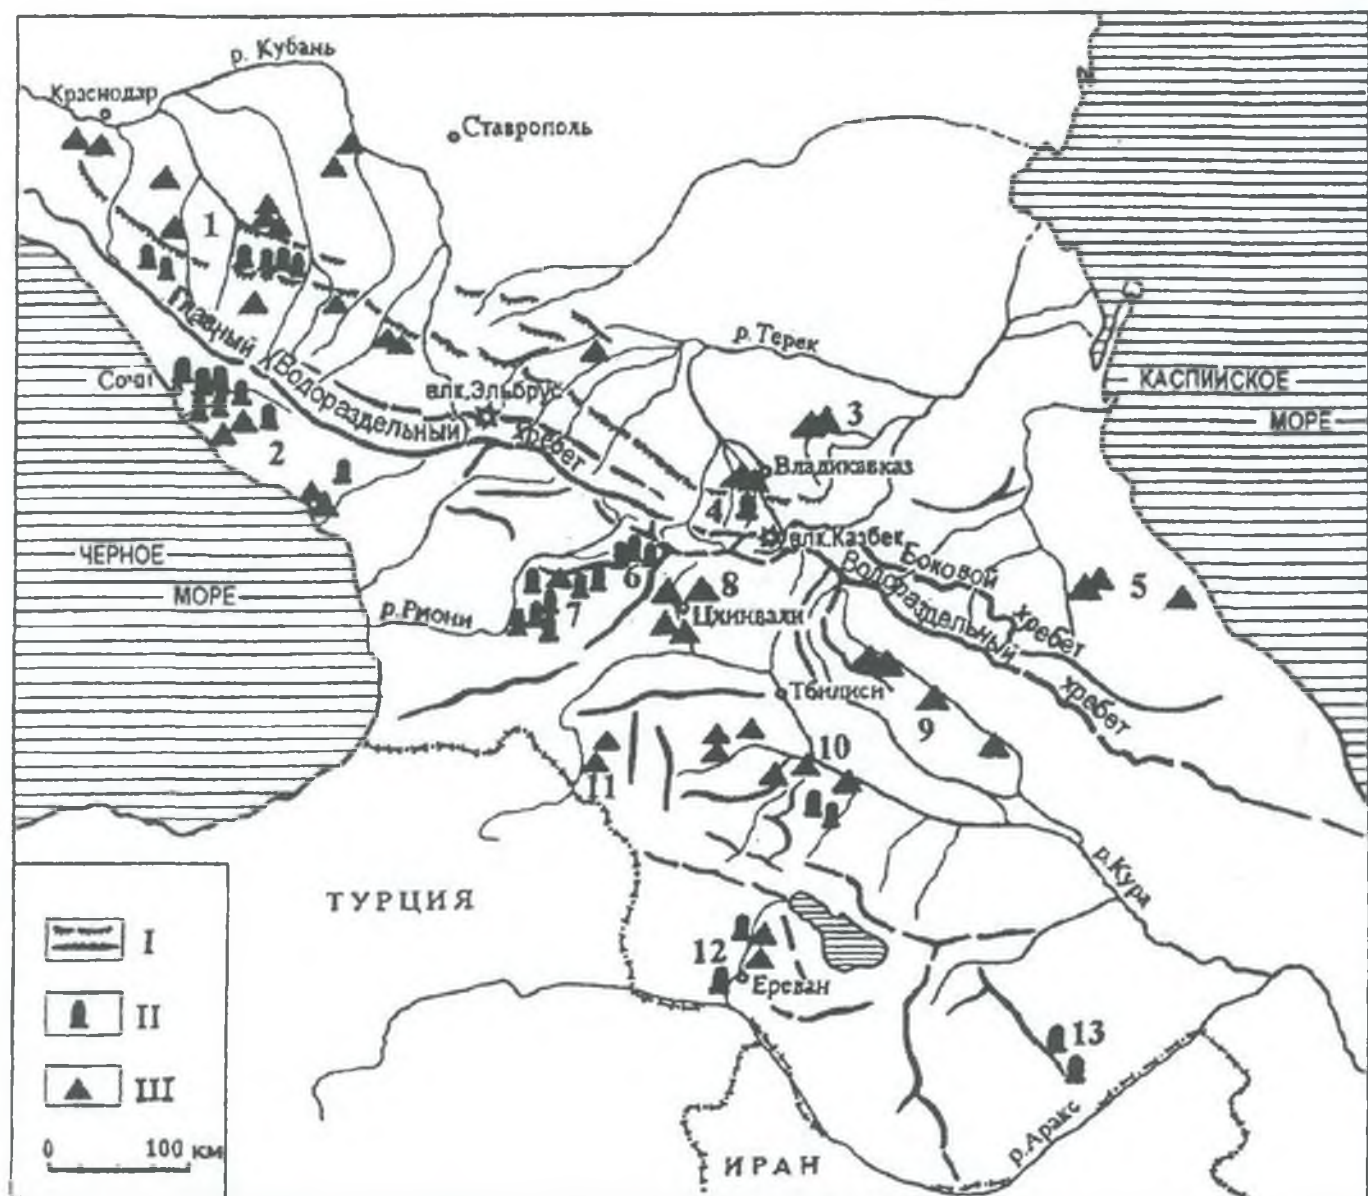 р. Кубань
Краснодар
Ставрополь
1
Главный (Водораздельный) хребет
Сочи
влк. Эльбрус
2
р. Терек
3
Владикавказ
4
влк. Казбек
КАСПИЙСКОЕ
МОРЕ
Боковой хребет
Водораздельный хребет
5
ЧЕРНОЕ
МОРЕ
6
7
8
р. Риони
Цхинвали
Тбилиси
9
10
11
р. Кура
ТУРЦИЯ
12
Ереван
13
р. Аракс
ИРАН
I
II
III
0 100 км